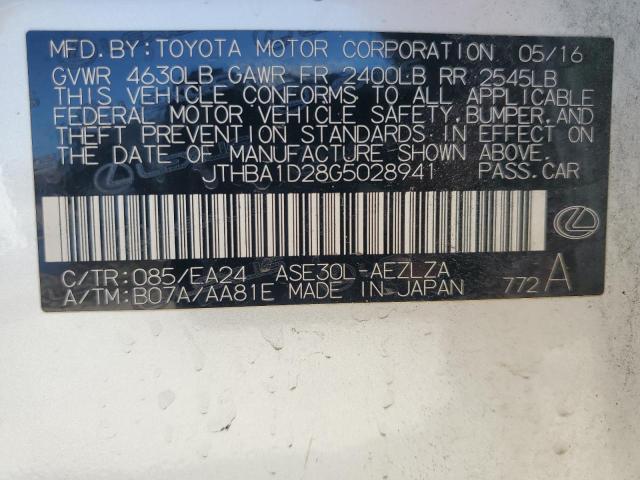 MFD.BY:TOYOTA MOTOR CORPORATION 05/16
GVWR 4630LB GAWR FR 2400LB RR 2545LB
THIS VEHICLE CONFORMS TO ALL APPLICABLE
FEDERAL MOTOR VEHICLE SAFETY,BUMPER,AND
THEFT PREVENTION STANDARDS IN EFFECT ON
THE DATE OF MANUFACTURE SHOWN ABOVE.
JTHBA1D28G5028941 PASS.CAR
C/TR:085/EA24 ASE30L-AEZLZA
A/TM:B07A/AA81E MADE IN JAPAN 772 A